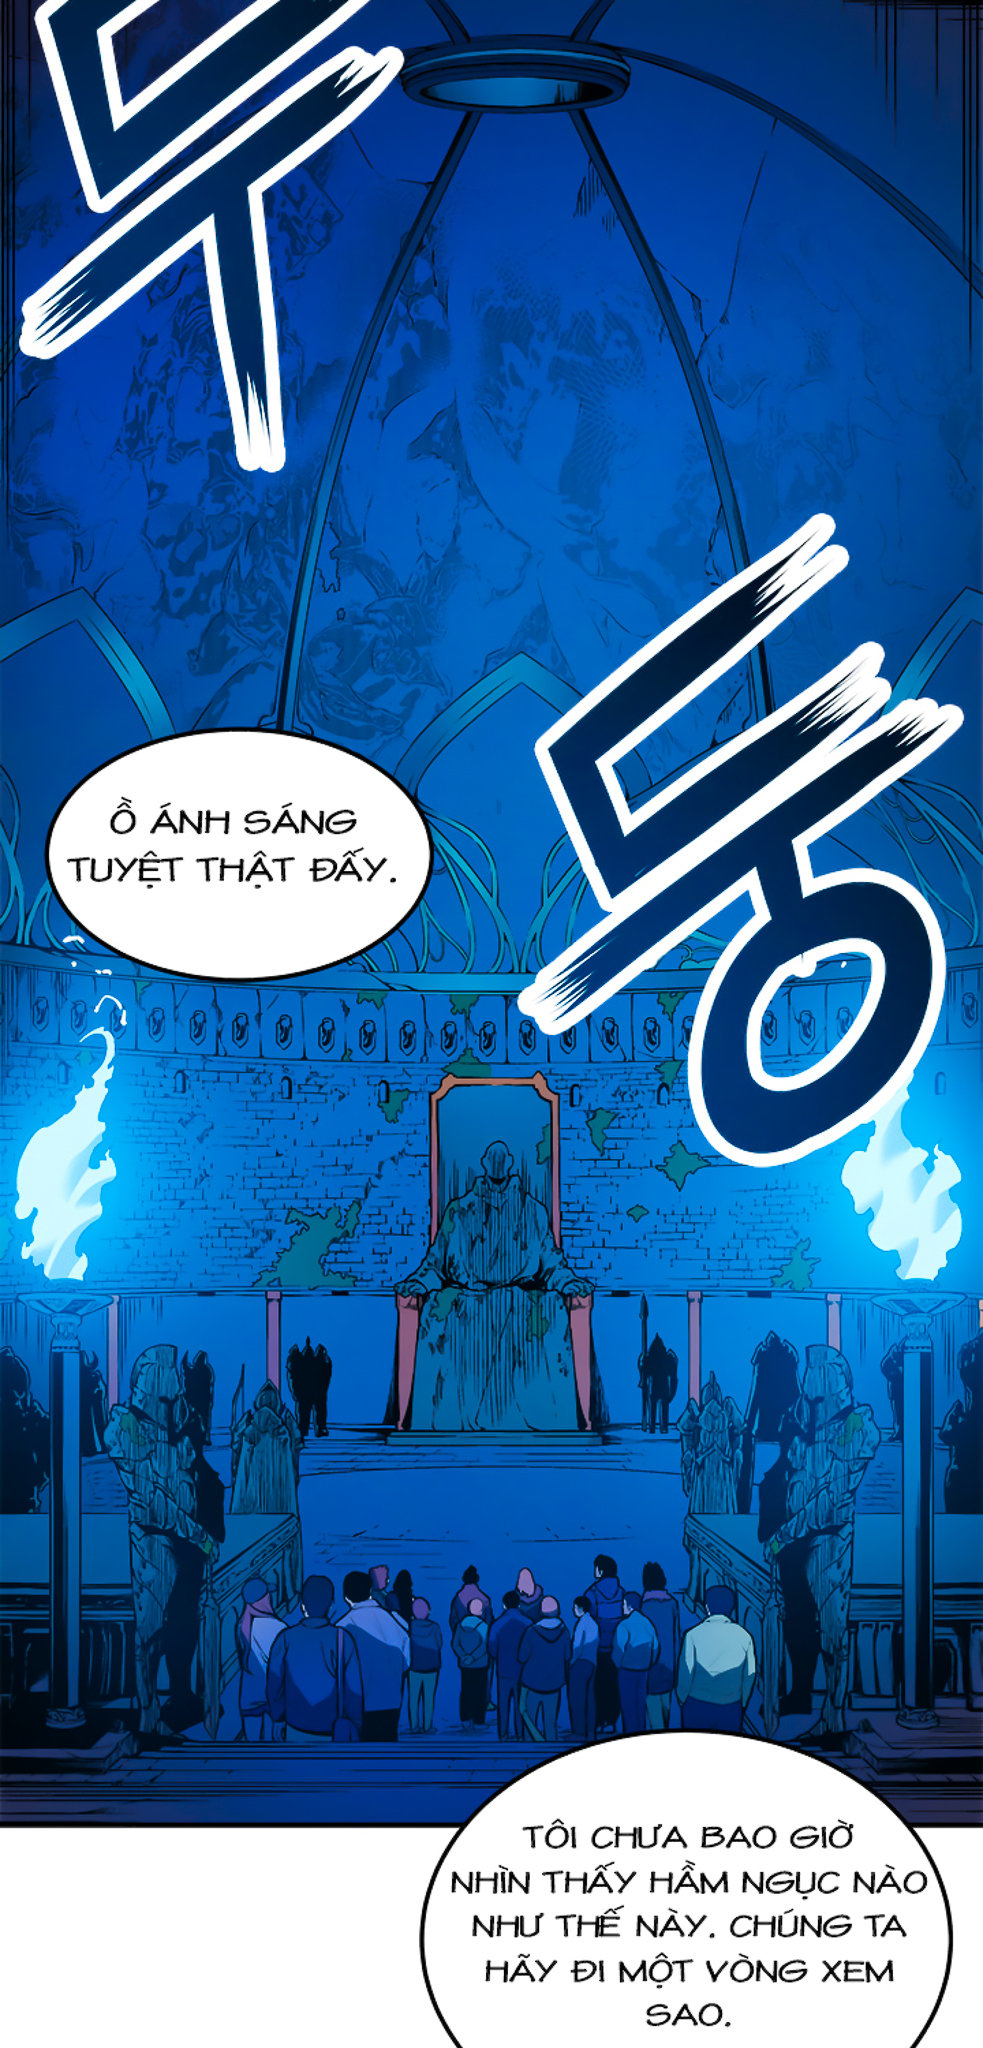 두
둥
Ồ ÁNH SÁNG
TUYỆT THẬT ĐẤY.
TÔI CHƯA BAO GIỜ
NHÌN THẤY HẦM NGỤC NÀO
NHƯ THẾ NÀY. CHÚNG TA
HÃY ĐI MỘT VÒNG XEM
SAO.